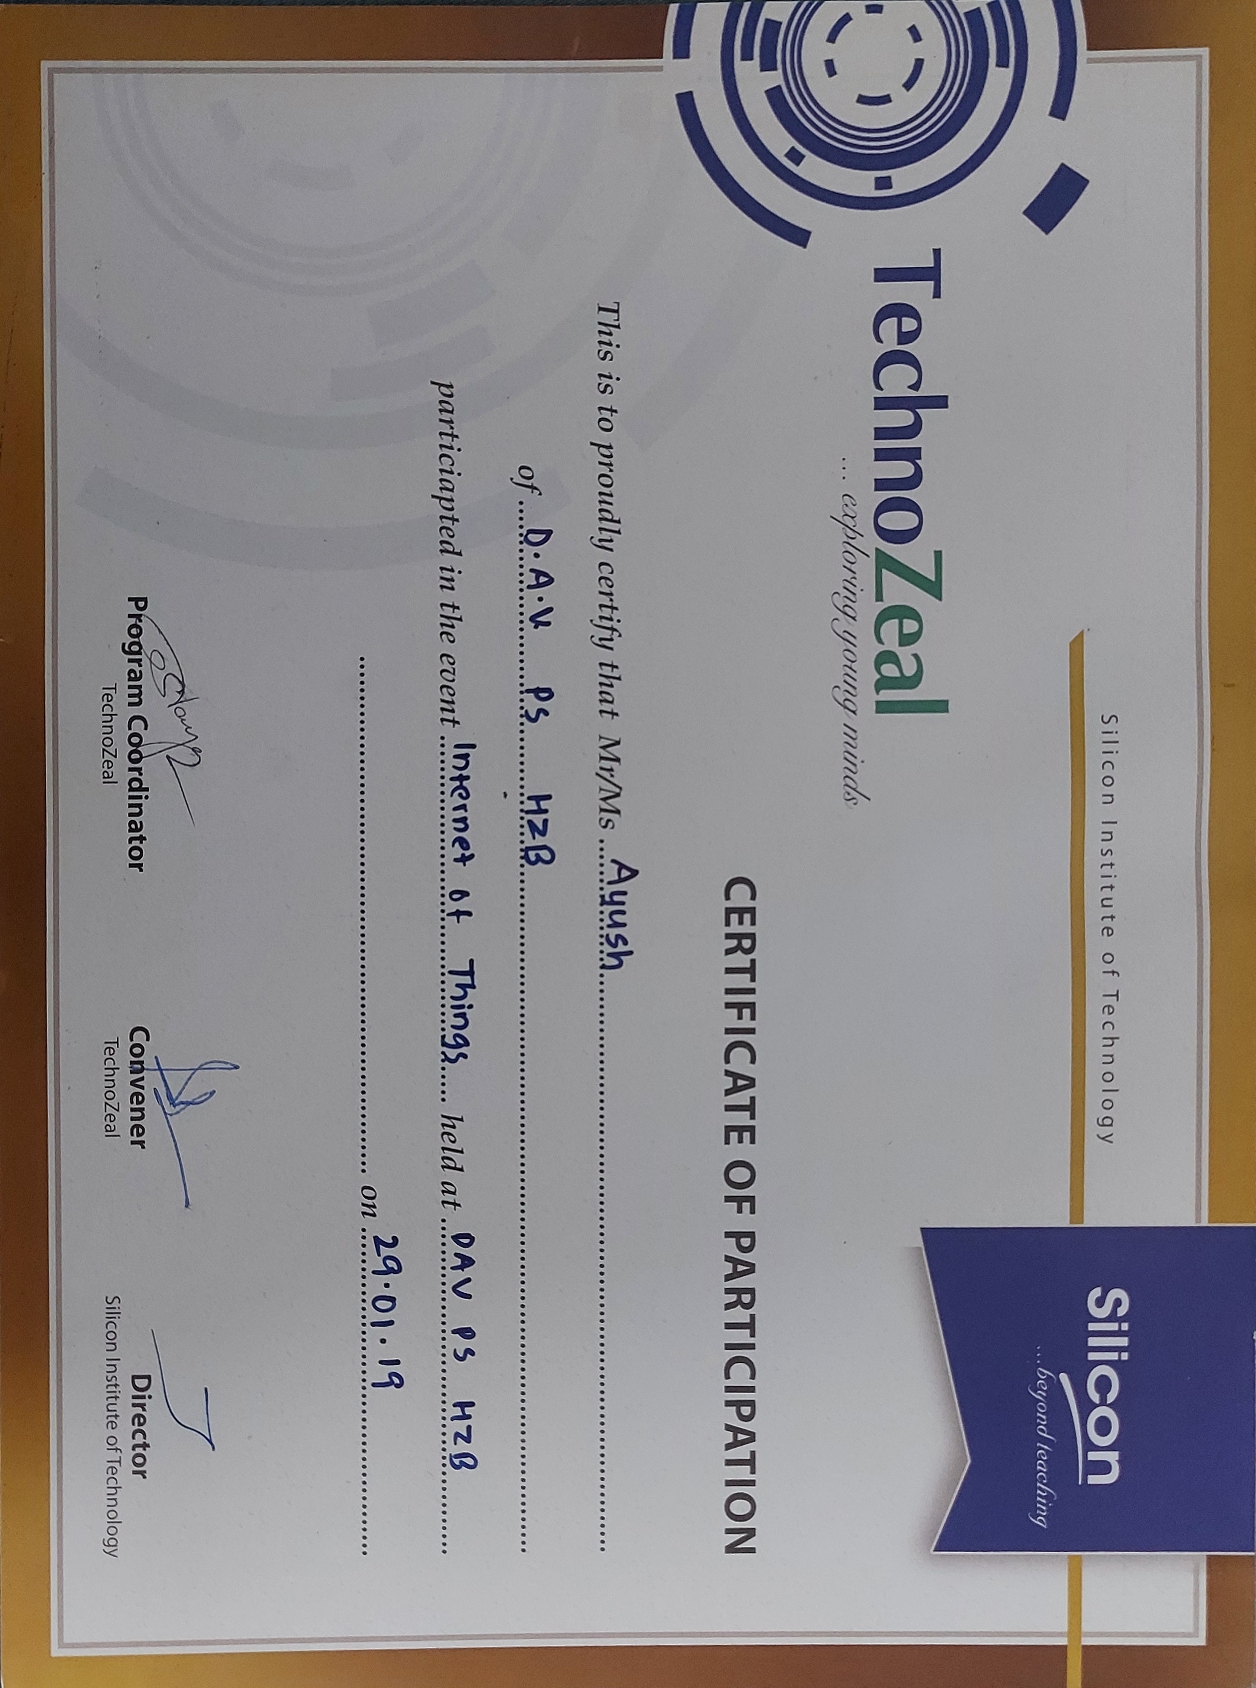 Silicon Institute of Technology
Silicon
...beyond teaching
TechnoZeal
... exploring young minds
CERTIFICATE OF PARTICIPATION
This is to proudly certify that Mr/Ms Ayush
of D.A.V. PS HZB
particiapted in the event Internet of Things held at DAV PS HZB
on 29.01.19
Program Coordinator
TechnoZeal
Convener
TechnoZeal
Director
Silicon Institute of Technology